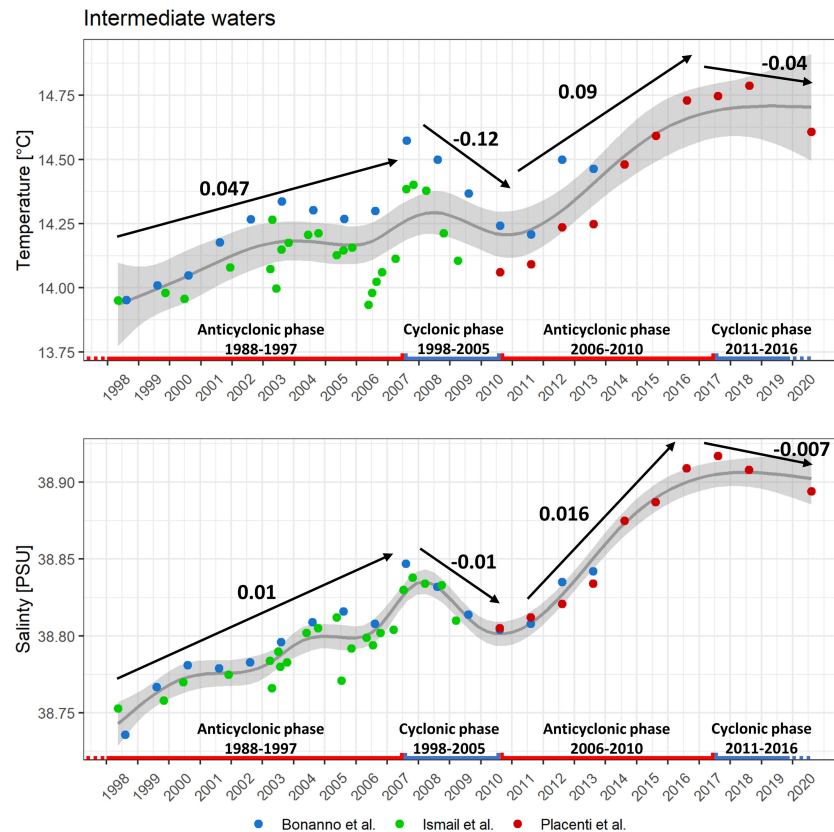 Intermediate waters
Temperature [°C]
14.75
14.50
14.25
14.00
13.75
0.047
-0.12
0.09
-0.04
Anticyclonic phase
1988-1997
Cyclonic phase
1998-2005
Anticyclonic phase
2006-2010
Cyclonic phase
2011-2016
1998 1999 2000 2001 2002 2003 2004 2005 2006 2007 2008 2009 2010 2011 2012 2013 2014 2015 2016 2017 2018 2019 2020
Salinty [PSU]
38.90
38.85
38.80
38.75
0.01
-0.01
0.016
-0.007
Anticyclonic phase
1988-1997
Cyclonic phase
1998-2005
Anticyclonic phase
2006-2010
Cyclonic phase
2011-2016
1998 1999 2000 2001 2002 2003 2004 2005 2006 2007 2008 2009 2010 2011 2012 2013 2014 2015 2016 2017 2018 2019 2020
Bonanno et al. Ismail et al. Placenti et al.